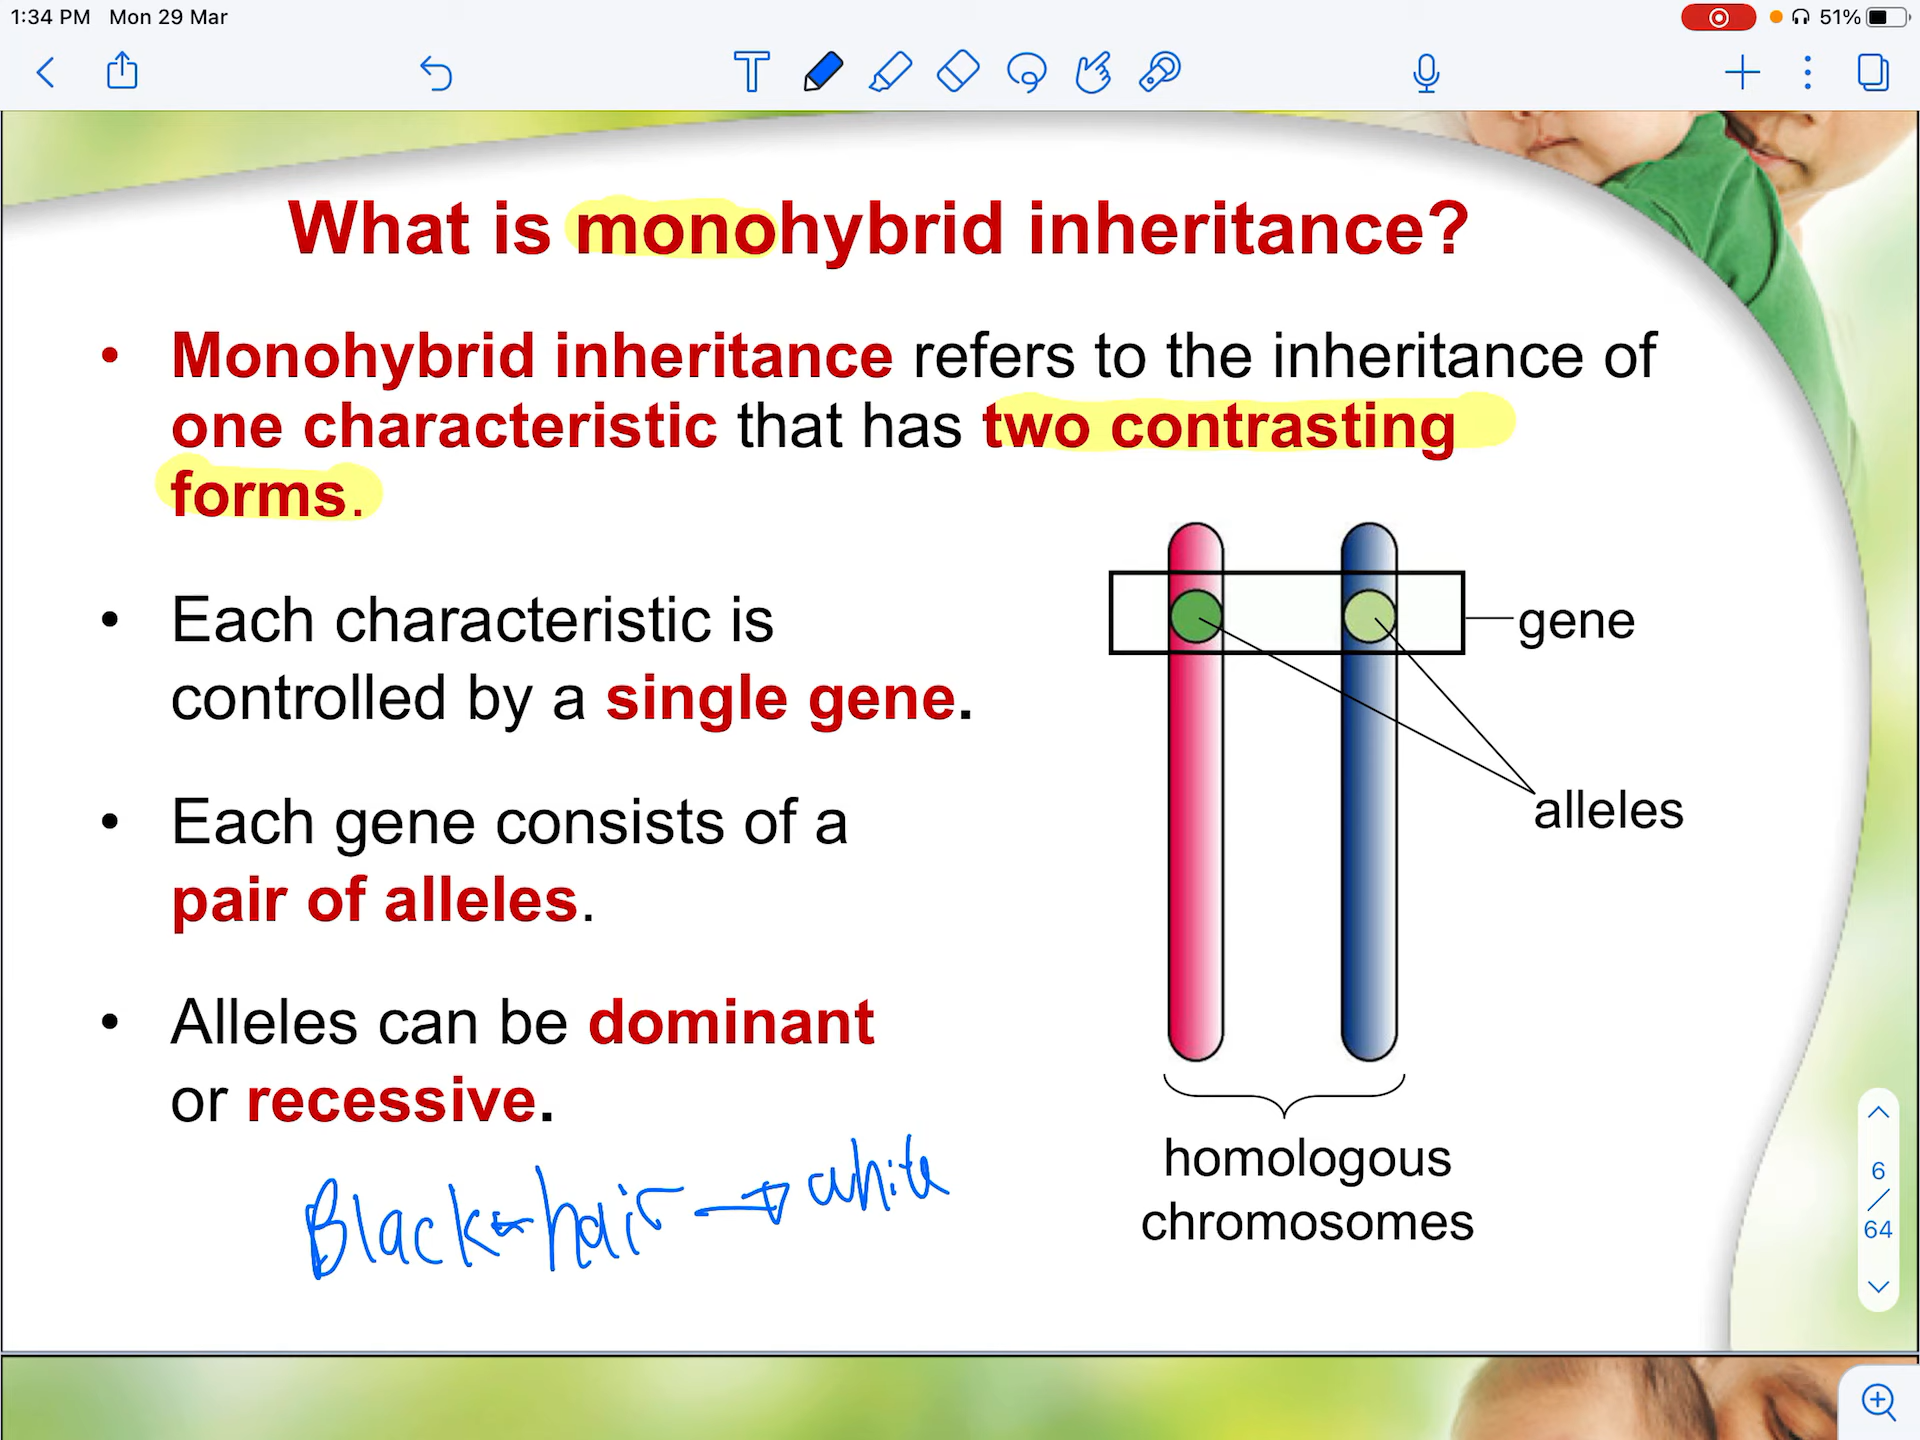 1:34 PM Mon 29 Mar
51%
What is monohybrid inheritance?
• Monohybrid inheritance refers to the inheritance of
one characteristic that has two contrasting
forms.
• Each characteristic is
controlled by a single gene.
• Each gene consists of a
pair of alleles.
• Alleles can be dominant
or recessive.
Black hair → white
gene
alleles
homologous
chromosomes
6
/
64